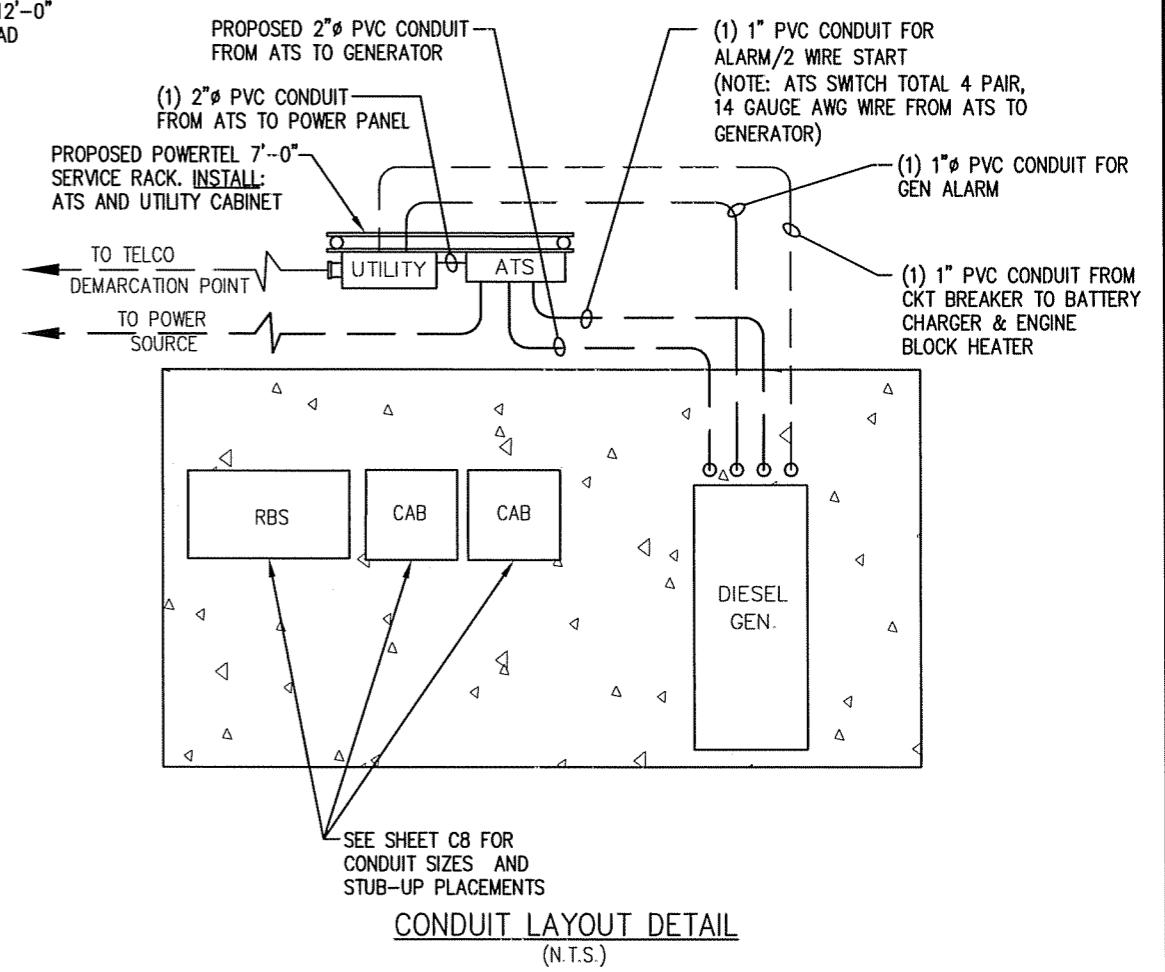 12'-0"
AD
PROPOSED 2"ø PVC CONDUIT
FROM ATS TO GENERATOR
(1) 1" PVC CONDUIT FOR
ALARM/2 WIRE START
(NOTE: ATS SWITCH TOTAL 4 PAIR,
14 GAUGE AWG WIRE FROM ATS TO
GENERATOR)
(1) 2"ø PVC CONDUIT
FROM ATS TO POWER PANEL
PROPOSED POWERTEL 7'-0"
SERVICE RACK. INSTALL:
ATS AND UTILITY CABINET
(1) 1"ø PVC CONDUIT FOR
GEN ALARM
TO TELCO
DEMARCATION POINT
UTILITY
ATS
(1) 1" PVC CONDUIT FROM
CKT BREAKER TO BATTERY
CHARGER & ENGINE
BLOCK HEATER
TO POWER
SOURCE
RBS
CAB
CAB
DIESEL
GEN.
SEE SHEET C8 FOR
CONDUIT SIZES AND
STUB-UP PLACEMENTS
CONDUIT LAYOUT DETAIL
(N.T.S.)